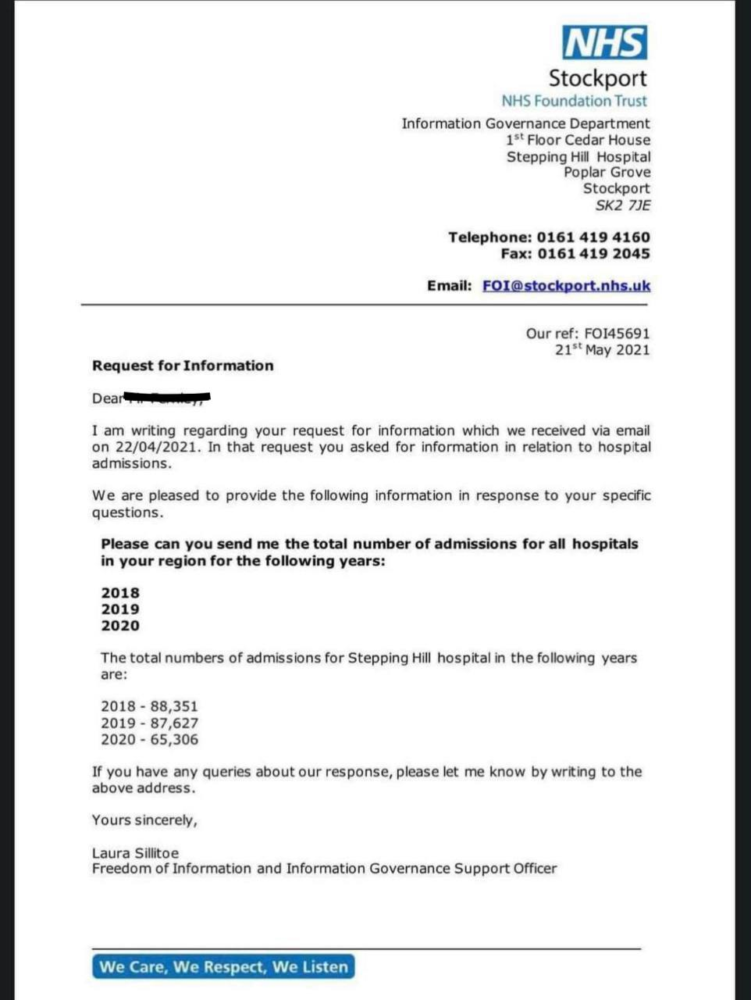 NHS
Stockport
NHS Foundation Trust
Information Governance Department
1st Floor Cedar House
Stepping Hill Hospital
Poplar Grove
Stockport
SK2 7JE
Telephone: 0161 419 4160
Fax: 0161 419 2045
Email: FOI@stockport.nhs.uk
Our ref: FOI45691
21st May 2021
Request for Information
Dear
I am writing regarding your request for information which we received via email
on 22/04/2021. In that request you asked for information in relation to hospital
admissions.
We are pleased to provide the following information in response to your specific
questions.
Please can you send me the total number of admissions for all hospitals
in your region for the following years:
2018
2019
2020
The total numbers of admissions for Stepping Hill hospital in the following years
are:
2018 - 88,351
2019 - 87,627
2020 - 65,306
If you have any queries about our response, please let me know by writing to the
above address.
Yours sincerely,
Laura Sillitoe
Freedom of Information and Information Governance Support Officer
We Care, We Respect, We Listen